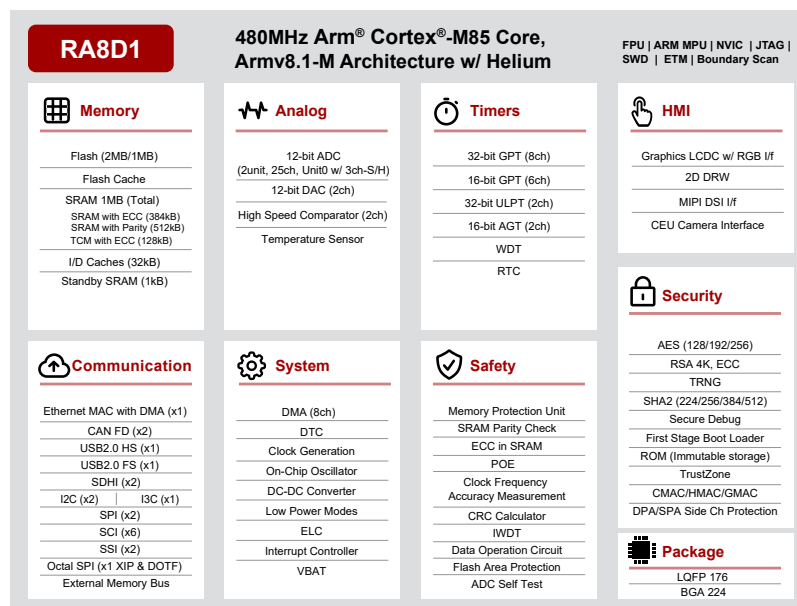 RA8D1
480MHz Arm® Cortex®-M85 Core,
Armv8.1-M Architecture w/ Helium
FPU | ARM MPU | NVIC | JTAG |
SWD | ETM | Boundary Scan
Memory
Flash (2MB/1MB)
Flash Cache
SRAM 1MB (Total)
SRAM with ECC (384kB)
SRAM with Parity (512kB)
TCM with ECC (128kB)
I/D Caches (32kB)
Standby SRAM (1kB)
Analog
12-bit ADC
(2unit, 25ch, Unit0 w/ 3ch-S/H)
12-bit DAC (2ch)
High Speed Comparator (2ch)
Temperature Sensor
Timers
32-bit GPT (8ch)
16-bit GPT (6ch)
32-bit ULPT (2ch)
16-bit AGT (2ch)
WDT
RTC
HMI
Graphics LCDC w/ RGB I/f
2D DRW
MIPI DSI I/f
CEU Camera Interface
Communication
Ethernet MAC with DMA (x1)
CAN FD (x2)
USB2.0 HS (x1)
USB2.0 FS (x1)
SDHI (x2)
I2C (x2) | I3C (x1)
SPI (x2)
SCI (x6)
SSI (x2)
Octal SPI (x1 XIP & DOTF)
External Memory Bus
System
DMA (8ch)
DTC
Clock Generation
On-Chip Oscillator
DC-DC Converter
Low Power Modes
ELC
Interrupt Controller
VBAT
Safety
Memory Protection Unit
SRAM Parity Check
ECC in SRAM
POE
Clock Frequency
Accuracy Measurement
CRC Calculator
IWDT
Data Operation Circuit
Flash Area Protection
ADC Self Test
Security
AES (128/192/256)
RSA 4K, ECC
TRNG
SHA2 (224/256/384/512)
Secure Debug
First Stage Boot Loader
ROM (Immutable storage)
TrustZone
CMAC/HMAC/GMAC
DPA/SPA Side Ch Protection
Package
LQFP 176
BGA 224